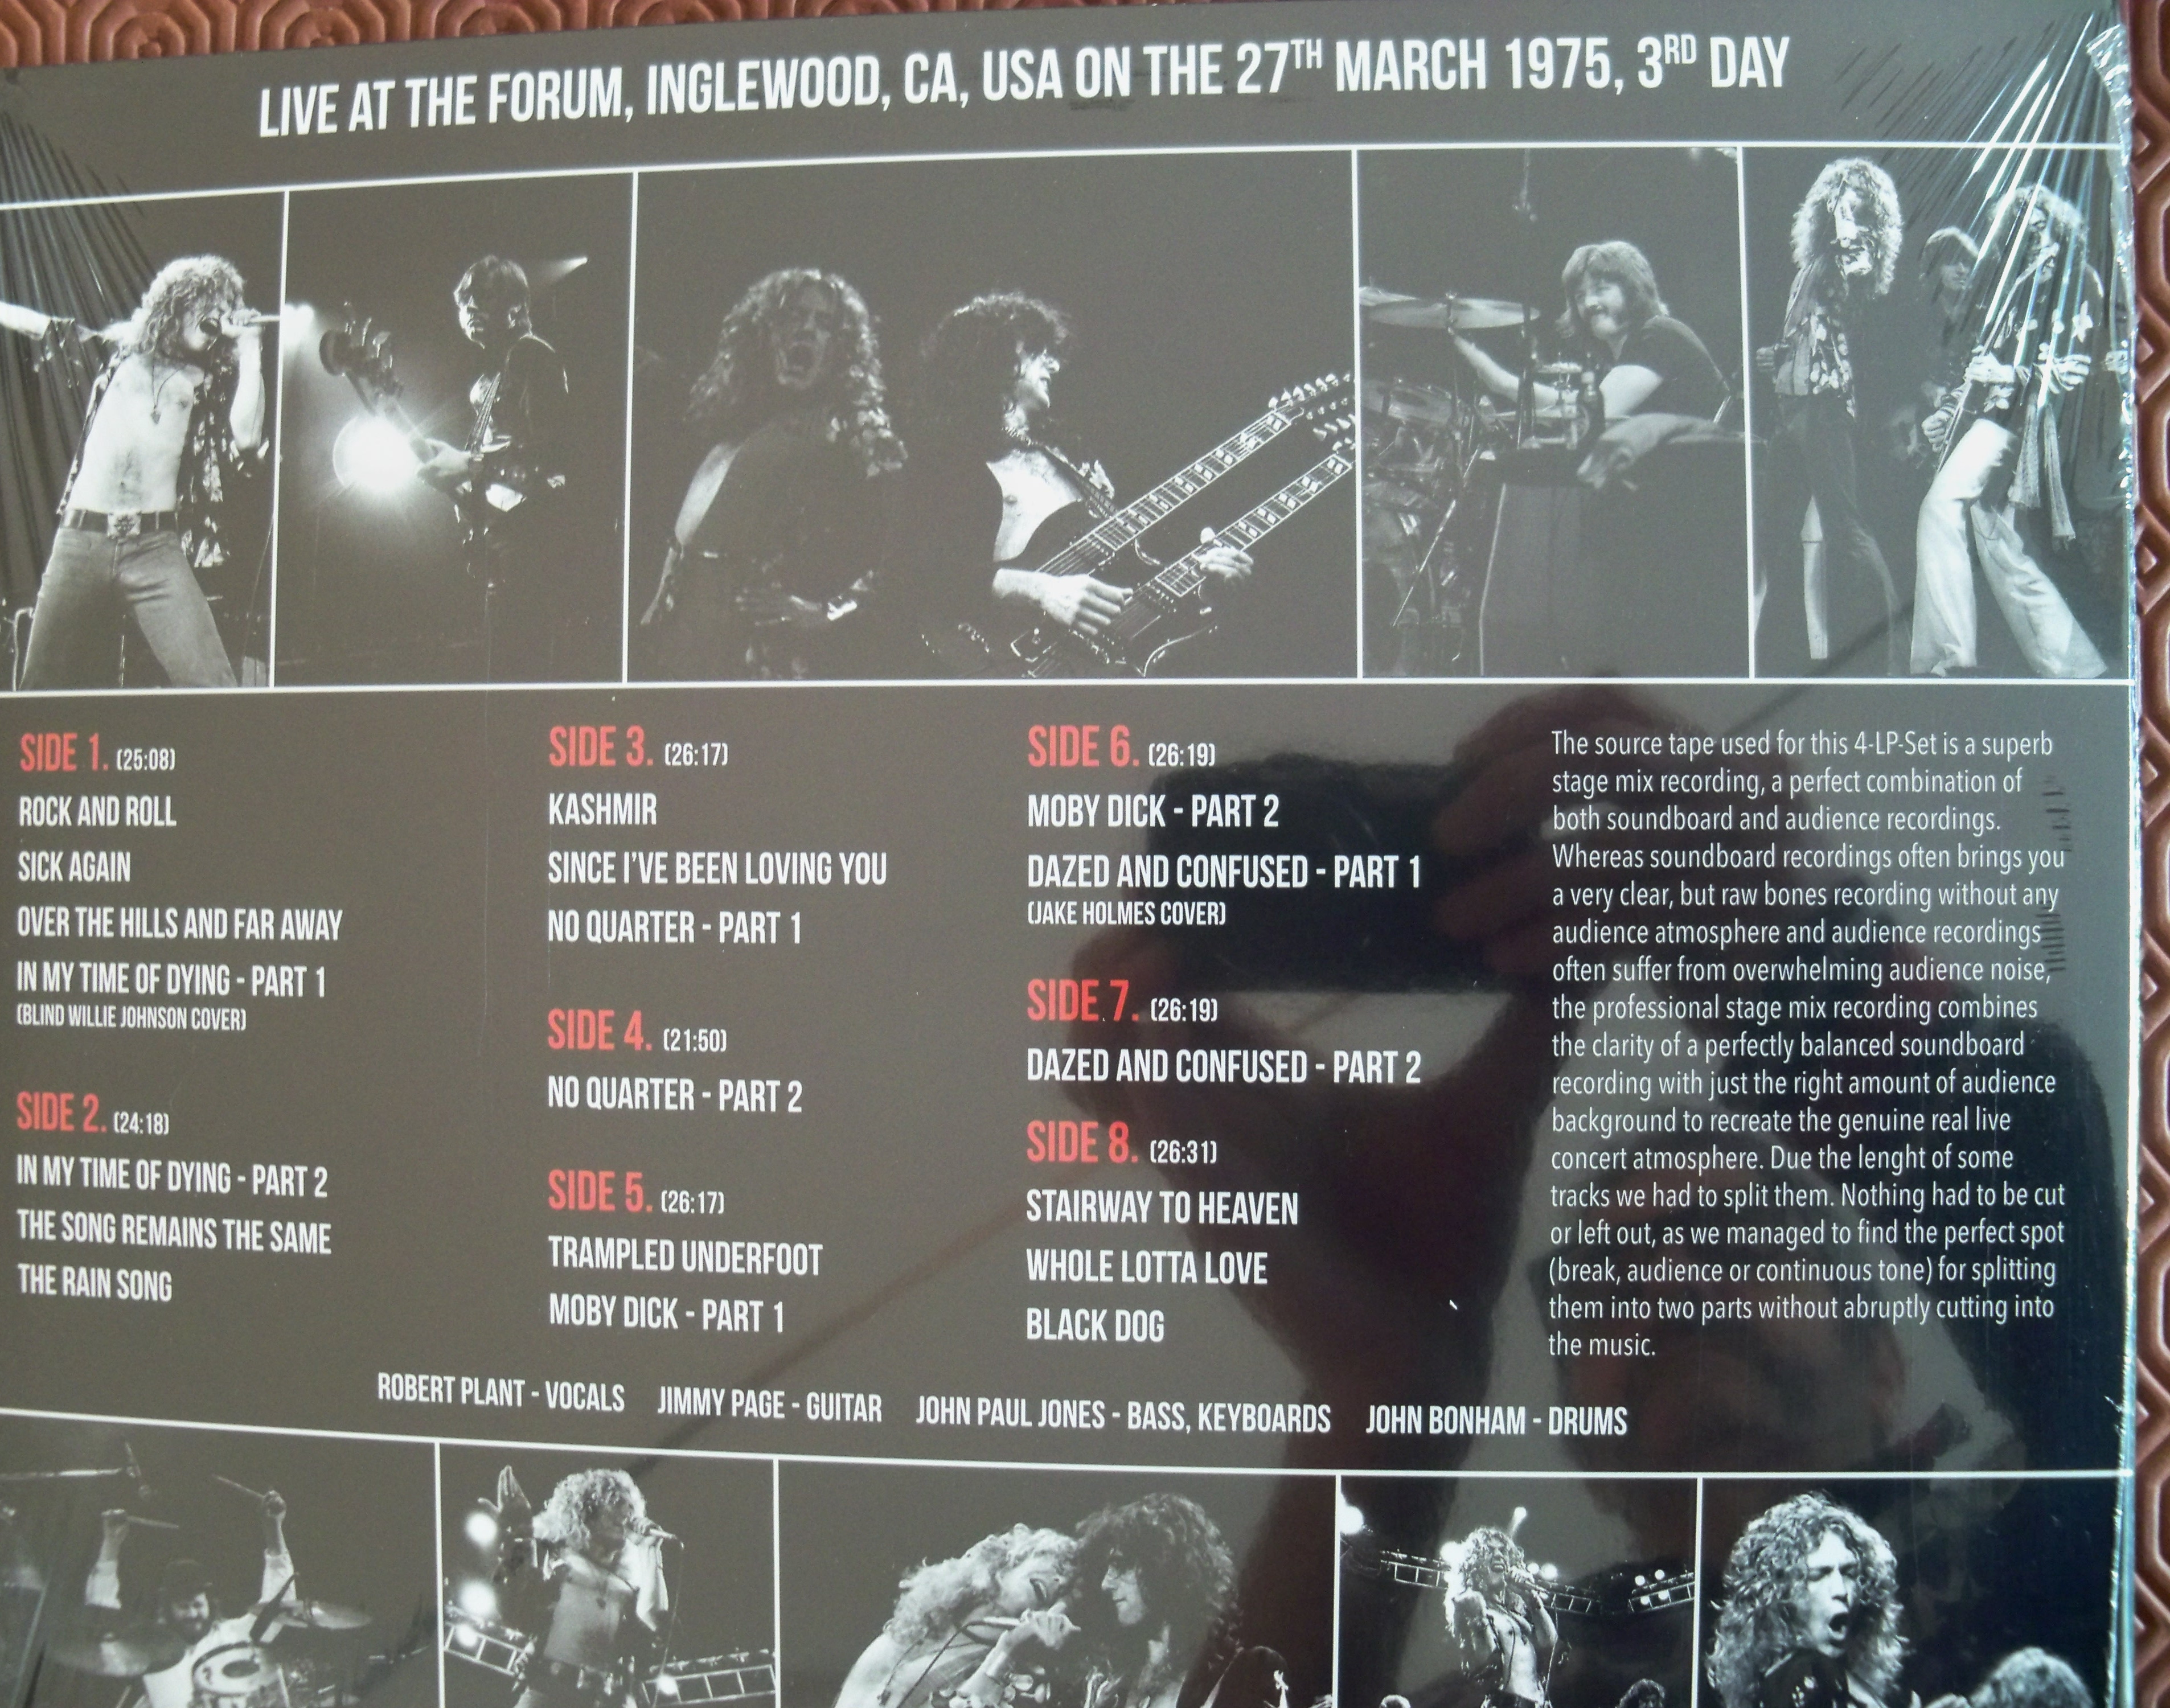 LIVE AT THE FORUM, INGLEWOOD, CA, USA ON THE 27TH MARCH 1975, 3RD DAY
SIDE 1. (25:08)
ROCK AND ROLL
SICK AGAIN
OVER THE HILLS AND FAR AWAY
IN MY TIME OF DYING - PART 1
(BLIND WILLIE JOHNSON COVER)
SIDE 2. (24:18)
IN MY TIME OF DYING - PART 2
THE SONG REMAINS THE SAME
THE RAIN SONG
SIDE 3. (26:17)
KASHMIR
SINCE I'VE BEEN LOVING YOU
NO QUARTER - PART 1
SIDE 4. (21:50)
NO QUARTER - PART 2
SIDE 5. (26:17)
TRAMPLED UNDERFOOT
MOBY DICK - PART 1
SIDE 6. (26:19)
MOBY DICK - PART 2
DAZED AND CONFUSED - PART 1
(JAKE HOLMES COVER)
SIDE 7. (26:19)
DAZED AND CONFUSED - PART 2
SIDE 8. (26:31)
STAIRWAY TO HEAVEN
WHOLE LOTTA LOVE
BLACK DOG
The source tape used for this 4-LP-Set is a superb
stage mix recording, a perfect combination of
both soundboard and audience recordings.
Whereas soundboard recordings often brings you
a very clear, but raw bones recording without any
audience atmosphere and audience recordings
often suffer from overwhelming audience noise,
the professional stage mix recording combines
the clarity of a perfectly balanced soundboard
recording with just the right amount of audience
background to recreate the genuine real live
concert atmosphere. Due the lenght of some
tracks we had to split them. Nothing had to be cut
or left out, as we managed to find the perfect spot
(break, audience or continuous tone) for splitting
them into two parts without abruptly cutting into
the music.
ROBERT PLANT - VOCALS JIMMY PAGE - GUITAR JOHN PAUL JONES - BASS, KEYBOARDS JOHN BONHAM - DRUMS